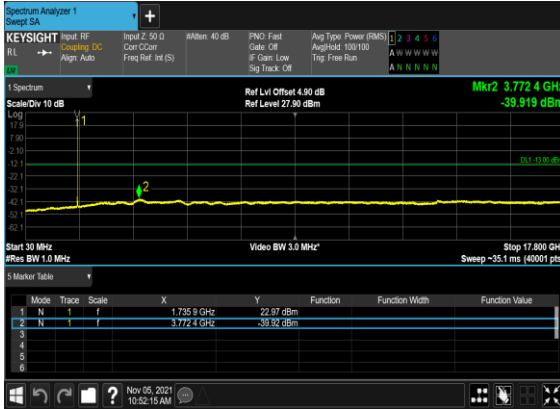 Spectrum Analyzer 1
Swept SA
+
KEYSIGHT Input: RF Input Z: 50 Ω #Atten: 40 dB PNO: Fast Avg Type: Power (RMS) 1 2 3 4 5 6
RL Coupling: DC Corr CCorr Gate: Off Avg|Hold: 100/100 A W W W W W
Align: Auto Freq Ref: Int (S) IF Gain: Low Trig: Free Run
Sig Track: Off A N N N N N
1 Spectrum Ref Lvl Offset 4.90 dB Mkr2 3.772 4 GHz
Scale/Div 10 dB Ref Level 27.90 dBm -39.919 dBm
Log
17.9
1
7.90
-2.10
-12.1
DL1 -13.00 dBm
-22.1
-32.1
2
-42.1
-52.1
-62.1
Start 30 MHz Video BW 3.0 MHz* Stop 17.800 GHz
#Res BW 1.0 MHz Sweep ~35.1 ms (40001 pts)
5 Marker Table
Mode Trace Scale X Y Function Function Width Function Value
1 N 1 f 1.735 9 GHz 22.97 dBm
2 N 1 f 3.772 4 GHz -39.92 dBm
3
4
5
6
? Nov 05, 2021
10:52:15 AM